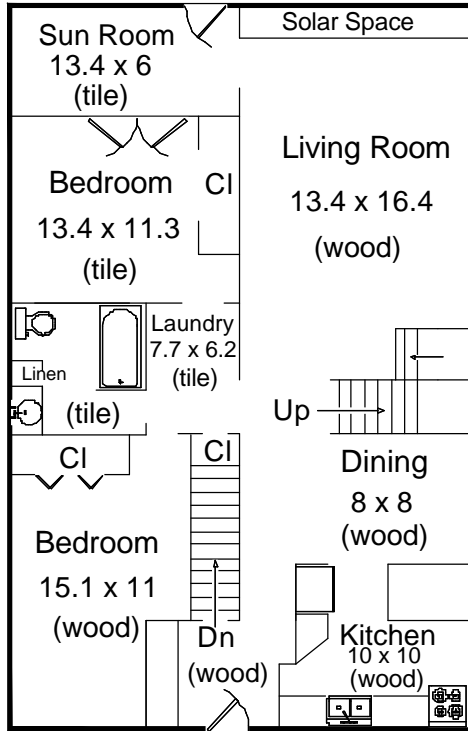 Sun Room
13.4 x 6
(tile)
Solar Space
Living Room
13.4 x 16.4
(wood)
Bedroom
13.4 x 11.3
(tile)
Cl
Laundry
7.7 x 6.2
(tile)
Linen
(tile)
Up
Cl
Cl
Dining
8 x 8
(wood)
Bedroom
15.1 x 11
(wood)
Dn
(wood)
Kitchen
10 x 10
(wood)